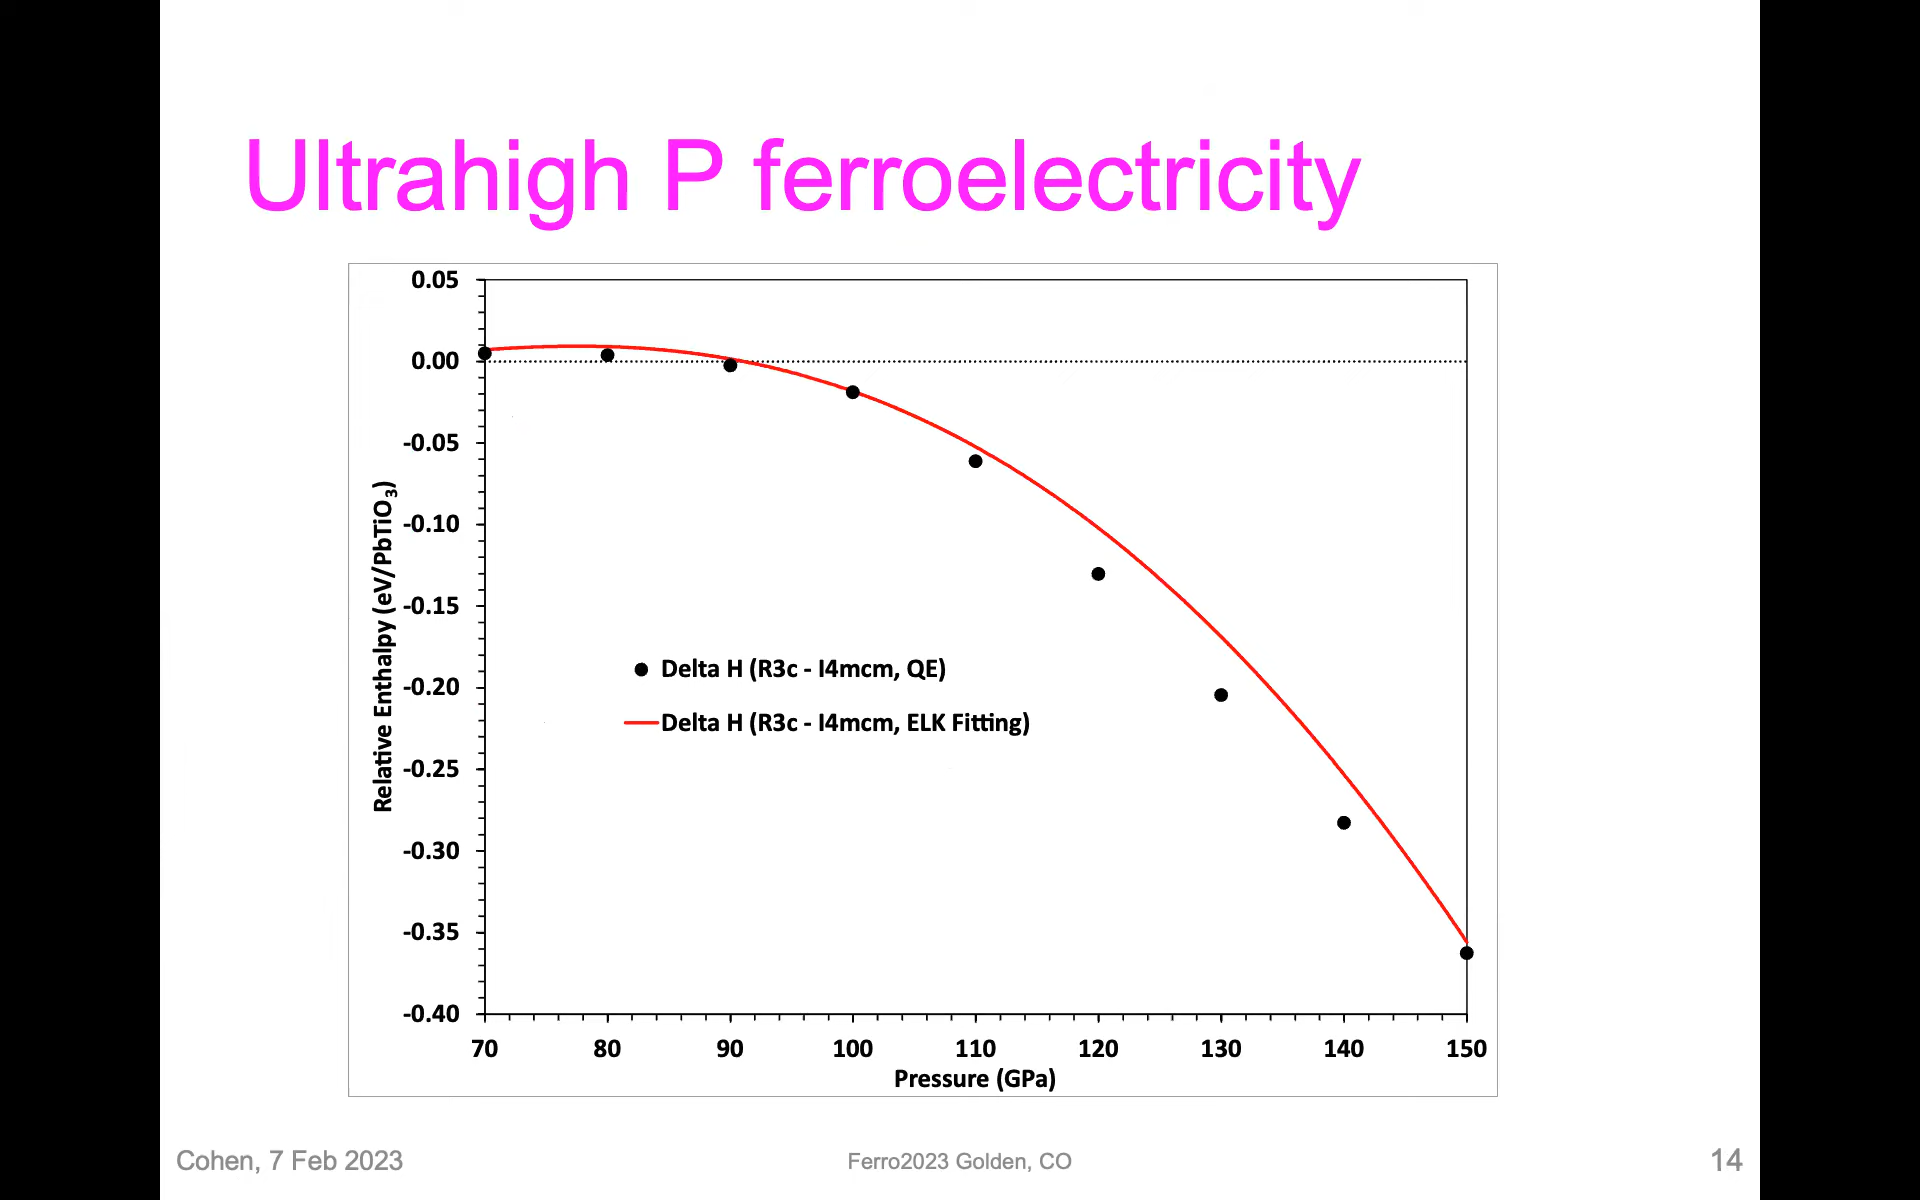 Ultrahigh P ferroelectricity
0.05
0.00
-0.05
-0.10
-0.15
-0.20
-0.25
-0.30
-0.35
-0.40
Relative Enthalpy (eV/PbTiO₃)
Delta H (R3c - I4mcm, QE)
Delta H (R3c - I4mcm, ELK Fitting)
70 80 90 100 110 120 130 140 150
Pressure (GPa)
Cohen, 7 Feb 2023
Ferro2023 Golden, CO
14